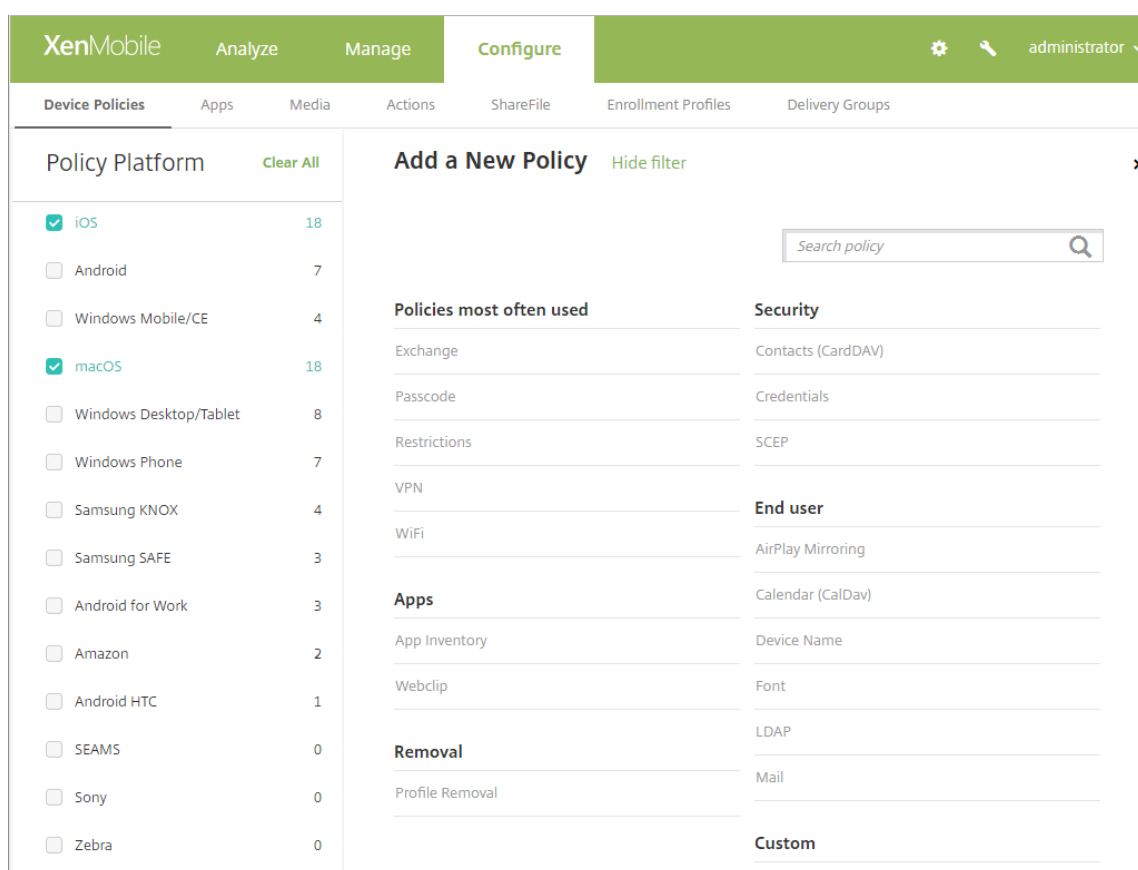 XenMobile Analyze Manage Configure administrator
Device Policies Apps Media Actions ShareFile Enrollment Profiles Delivery Groups
Policy Platform Clear All
iOS 18
Android 7
Windows Mobile/CE 4
macOS 18
Windows Desktop/Tablet 8
Windows Phone 7
Samsung KNOX 4
Samsung SAFE 3
Android for Work 3
Amazon 2
Android HTC 1
SEAMS 0
Sony 0
Zebra 0
Add a New Policy Hide filter
Search policy
Policies most often used
Exchange
Passcode
Restrictions
VPN
WiFi
Apps
App Inventory
Webclip
Removal
Profile Removal
Security
Contacts (CardDAV)
Credentials
SCEP
End user
AirPlay Mirroring
Calendar (CalDav)
Device Name
Font
LDAP
Mail
Custom